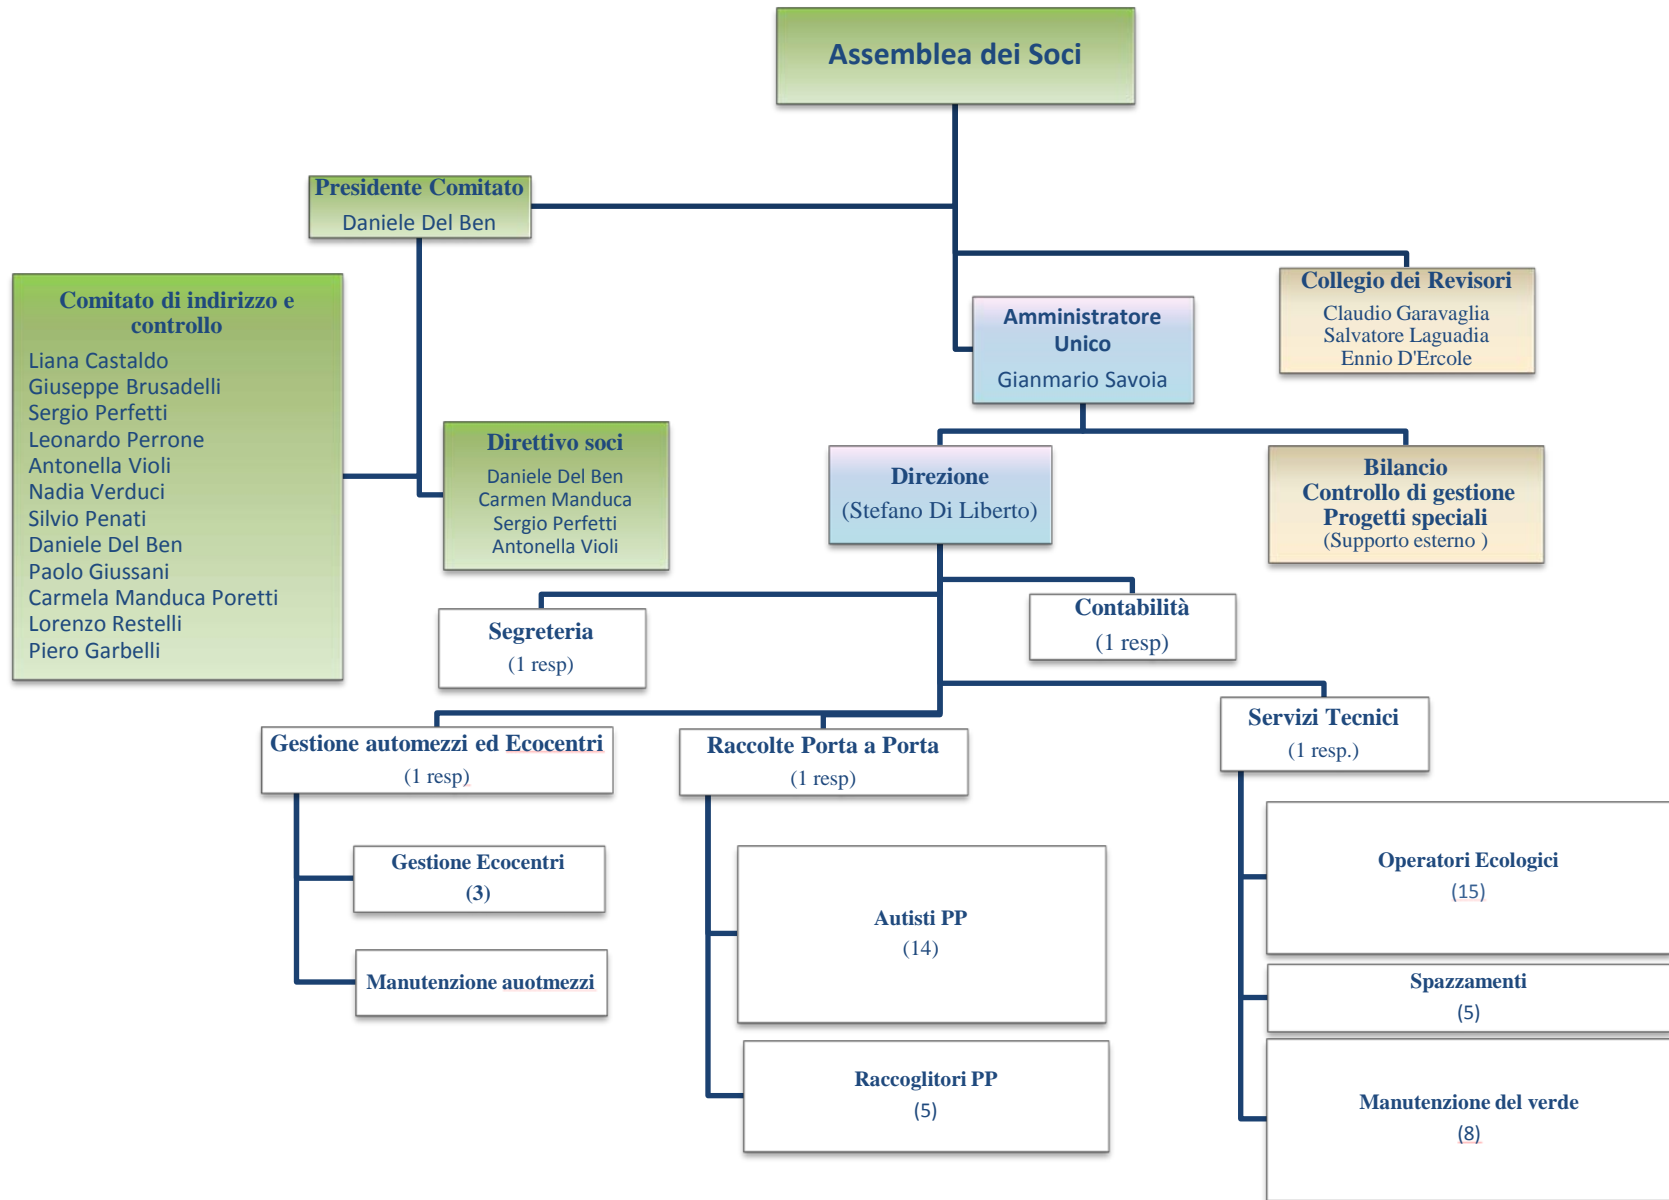 Assemblea dei Soci
Presidente Comitato
Daniele Del Ben
Comitato di indirizzo e
controllo
Liana Castaldo
Giuseppe Brusadelli
Sergio Perfetti
Leonardo Perrone
Antonella Violi
Nadia Verduci
Silvio Penati
Daniele Del Ben
Paolo Giussani
Carmela Manduca Poretti
Lorenzo Restelli
Piero Garbelli
Direttivo soci
Daniele Del Ben
Carmen Manduca
Sergio Perfetti
Antonella Violi
Collegio dei Revisori
Claudio Garavaglia
Salvatore Laguadia
Ennio D'Ercole
Amministratore
Unico
Gianmario Savoia
Direzione
(Stefano Di Liberto)
Bilancio
Controllo di gestione
Progetti speciali
(Supporto esterno )
Segreteria
(1 resp)
Contabilità
(1 resp)
Gestione automezzi ed Ecocentri
(1 resp)
Gestione Ecocentri
(3)
Manutenzione auotmezzi
Raccolte Porta a Porta
(1 resp)
Autisti PP
(14)
Raccoglitori PP
(5)
Servizi Tecnici
(1 resp.)
Operatori Ecologici
(15)
Spazzamenti
(5)
Manutenzione del verde
(8)